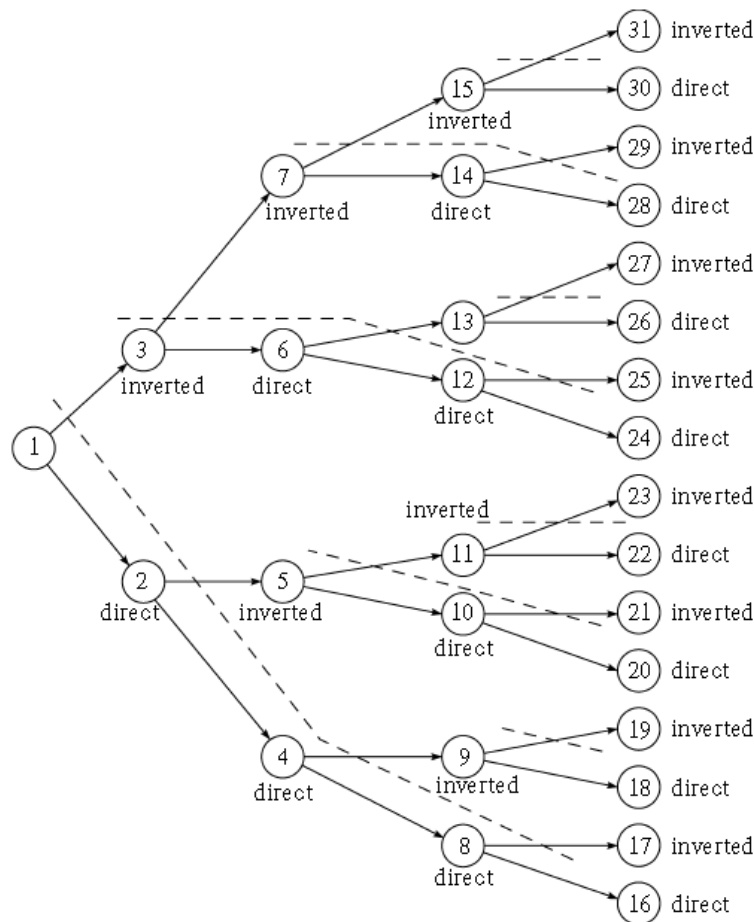 31 inverted
15
30 direct
inverted
29 inverted
7
14
28 direct
inverted
direct
27 inverted
13
26 direct
3
6
12
25 inverted
inverted
direct
direct
24 direct
1
23 inverted
inverted
11
22 direct
2
5
10
21 inverted
direct
inverted
direct
20 direct
19 inverted
4
9
direct
inverted
18 direct
8
17 inverted
direct
16 direct